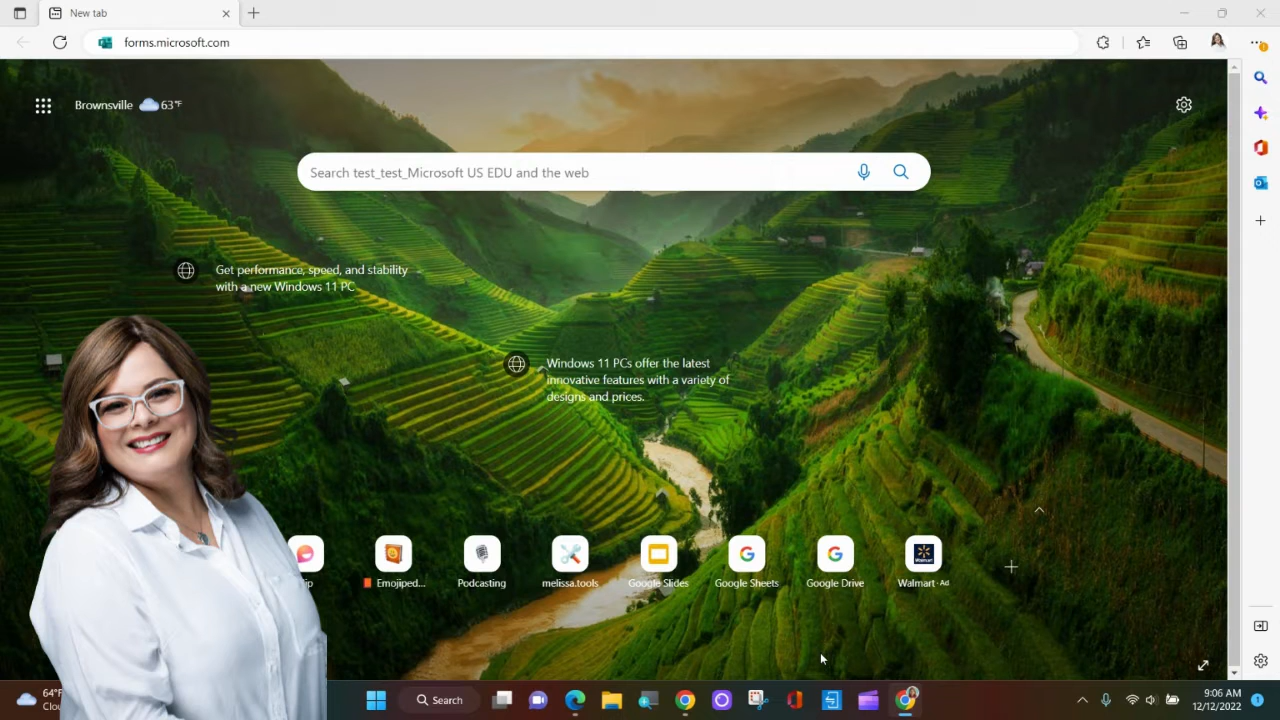 New tab
forms.microsoft.com
Brownsville 63°F
Search test_test_Microsoft US EDU and the web
Get performance, speed, and stability
with a new Windows 11 PC
Windows 11 PCs offer the latest
innovative features with a variety of
designs and prices.
Emojiped...
Podcasting
melissa.tools
Google Slides
Google Sheets
Google Drive
Walmart · Ad
64°F
Search
9:06 AM
12/12/2022
1